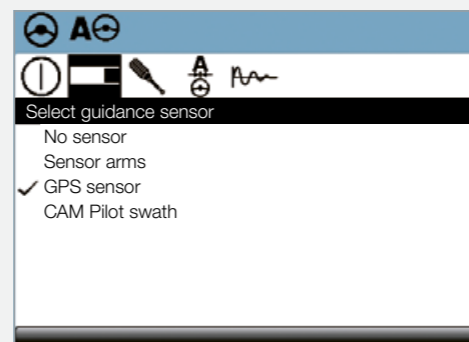 A
A
Select guidance sensor
No sensor
Sensor arms
GPS sensor
CAM Pilot swath